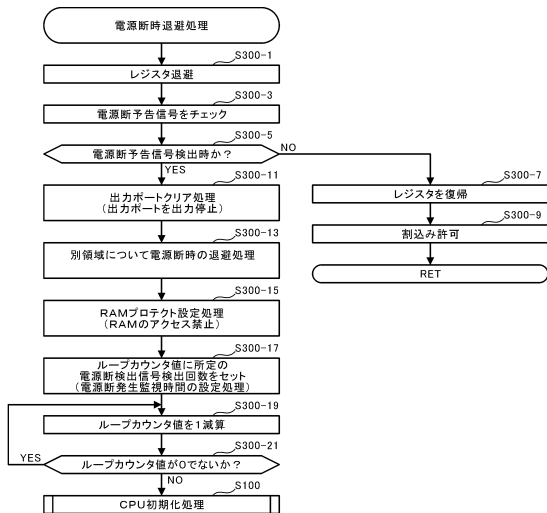 電源断時退避処理
S300-1
レジスタ退避
S300-3
電源断予告信号をチェック
S300-5
電源断予告信号検出時か？
NO
YES
S300-7
レジスタを復帰
S300-9
割込み許可
RET
S300-11
出力ポートクリア処理
(出力ポートを出力停止)
S300-13
別領域について電源断時の退避処理
S300-15
RAMプロテクト設定処理
(RAMのアクセス禁止)
S300-17
ループカウンタ値に所定の
電源断検出信号検出回数をセット
(電源断発生監視時間の設定処理)
S300-19
ループカウンタ値を1減算
S300-21
YES
ループカウンタ値が0でないか？
NO
S100
CPU初期化処理